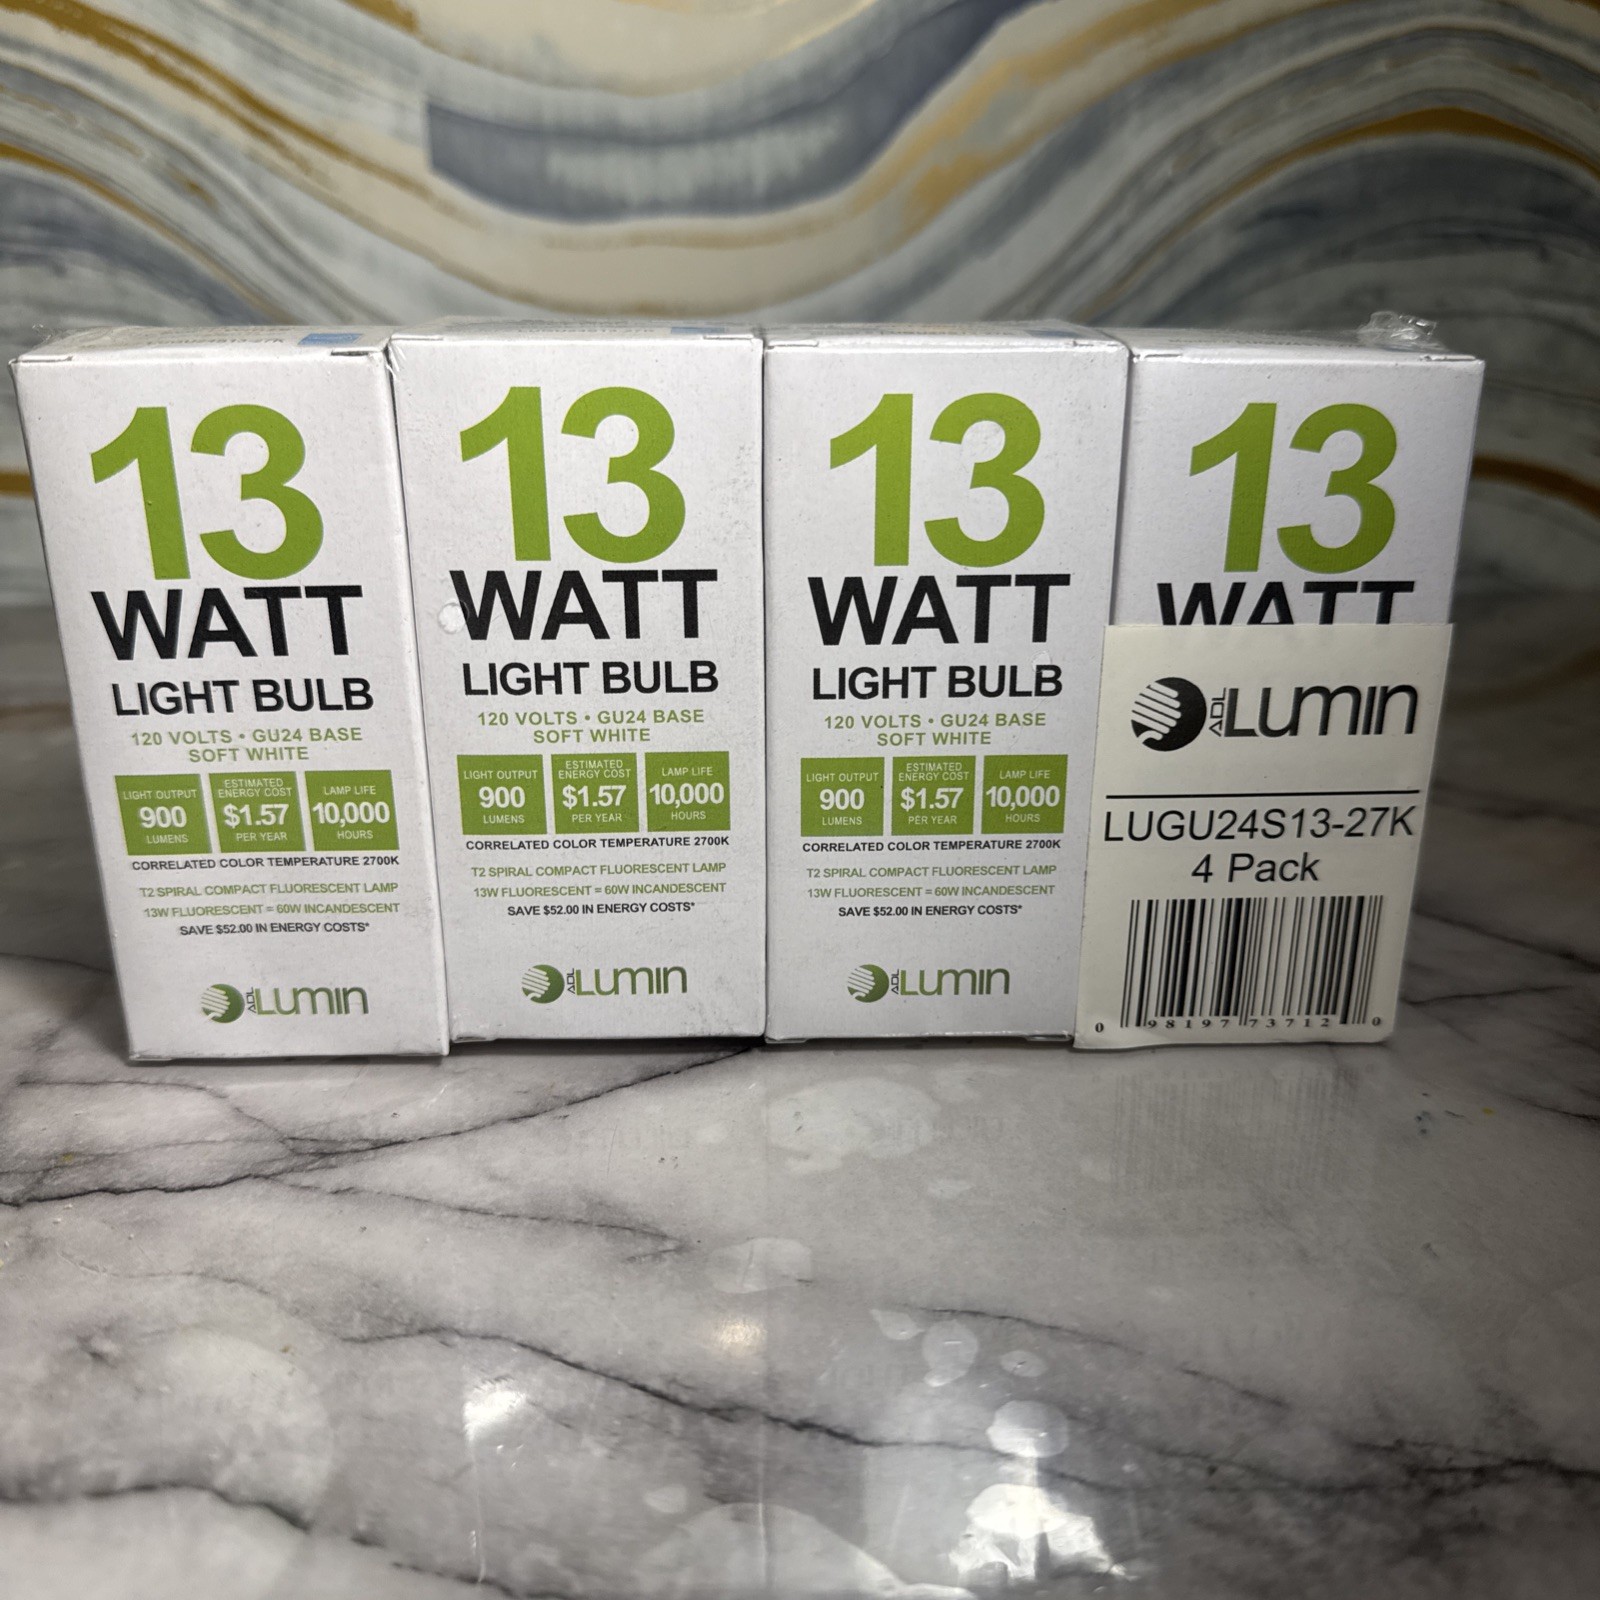 13
WATT
LIGHT BULB
120 VOLTS • GU24 BASE
SOFT WHITE
LIGHT OUTPUT
900
LUMENS
ESTIMATED
ENERGY COST
$1.57
PER YEAR
LAMP LIFE
10,000
HOURS
CORRELATED COLOR TEMPERATURE 2700K
T2 SPIRAL COMPACT FLUORESCENT LAMP
13W FLUORESCENT = 60W INCANDESCENT
SAVE $52.00 IN ENERGY COSTS*
ADL Lumin
13
WATT
LIGHT BULB
120 VOLTS • GU24 BASE
SOFT WHITE
LIGHT OUTPUT
900
LUMENS
ESTIMATED
ENERGY COST
$1.57
PER YEAR
LAMP LIFE
10,000
HOURS
CORRELATED COLOR TEMPERATURE 2700K
T2 SPIRAL COMPACT FLUORESCENT LAMP
13W FLUORESCENT = 60W INCANDESCENT
SAVE $52.00 IN ENERGY COSTS*
ADL Lumin
13
WATT
LIGHT BULB
120 VOLTS • GU24 BASE
SOFT WHITE
LIGHT OUTPUT
900
LUMENS
ESTIMATED
ENERGY COST
$1.57
PER YEAR
LAMP LIFE
10,000
HOURS
CORRELATED COLOR TEMPERATURE 2700K
T2 SPIRAL COMPACT FLUORESCENT LAMP
13W FLUORESCENT = 60W INCANDESCENT
SAVE $52.00 IN ENERGY COSTS*
ADL Lumin
13
WATT
ADL Lumin
LUGU24S13-27K
4 Pack
0 98197 73712 0